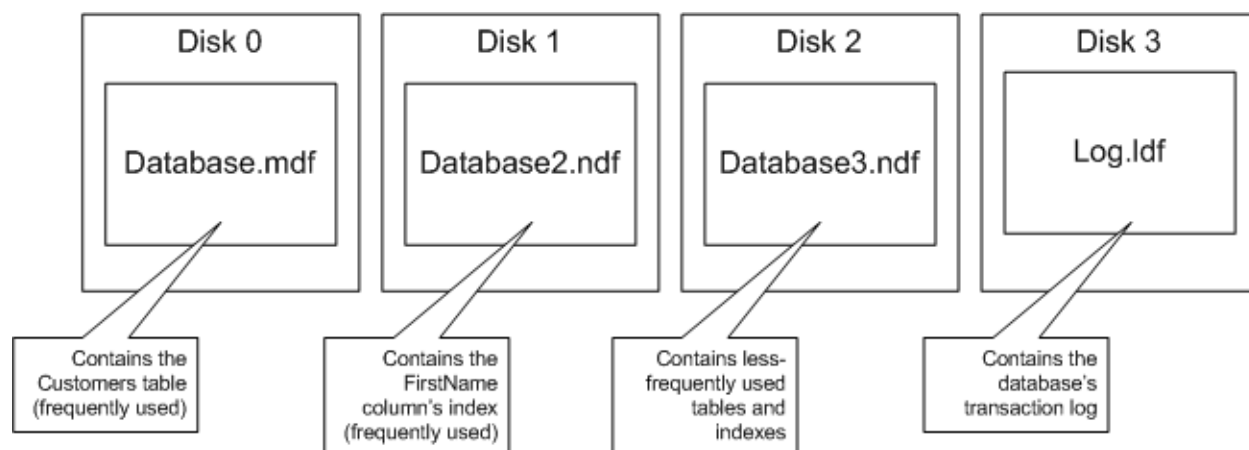 Disk 0
Disk 1
Disk 2
Disk 3
Database.mdf
Database2.ndf
Database3.ndf
Log.ldf
Contains the
Customers table
(frequently used)
Contains the
FirstName
column's index
(frequently used)
Contains less-
frequently used
tables and
indexes
Contains the
database's
transaction log